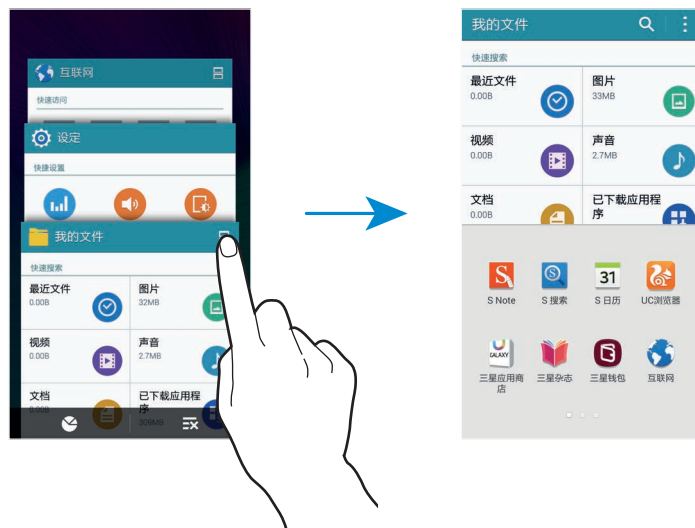 互联网
快速访问
设定
快捷设置
我的文件
快速搜索
最近文件
0.00B
图片
32MB
视频
0.00B
声音
2.7MB
文档
0.00B
已下载应用程
序
309MB
我的文件
快速搜索
最近文件
0.00B
图片
33MB
视频
0.00B
声音
2.7MB
文档
0.00B
已下载应用程
序
S Note
S 搜索
31
S 日历
UC浏览器
GALAXY
三星应用商
店
三星杂志
三星钱包
互联网